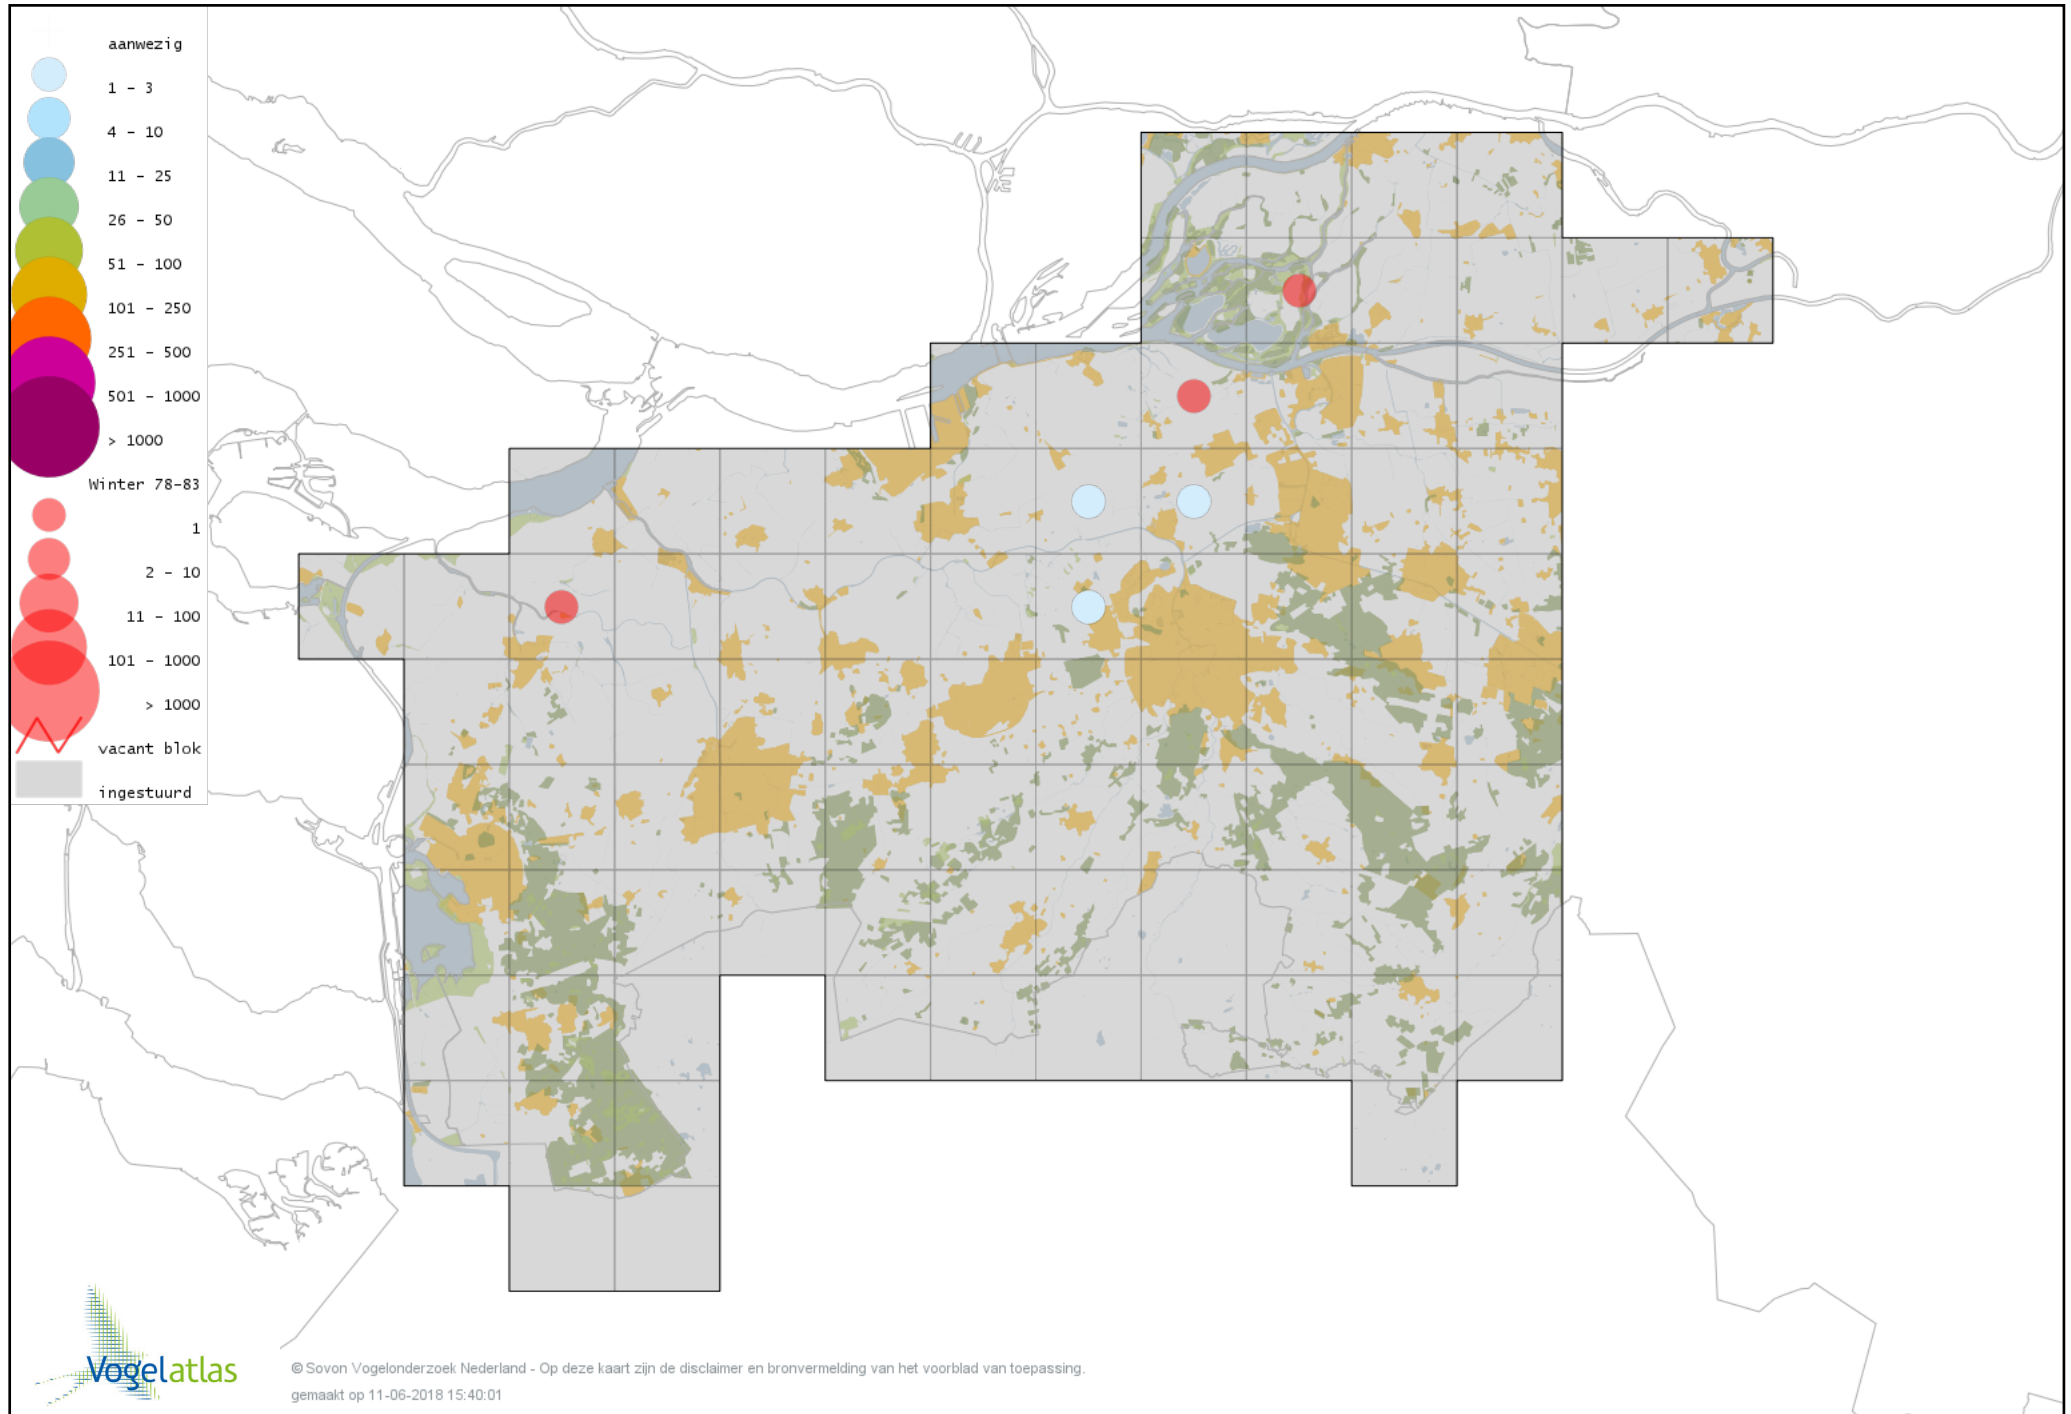 aanwezig
1 - 3
4 - 10
11 - 25
26 - 50
51 - 100
101 - 250
251 - 500
501 - 1000
> 1000
Winter 78-83
1
2 - 10
11 - 100
101 - 1000
> 1000
vacant blok
ingestuurd
Vogelatlas
© Sovon Vogelonderzoek Nederland - Op deze kaart zijn de disclaimer en bronvermelding van het voorblad van toepassing.
gemaakt op 11-06-2018 15:40:01